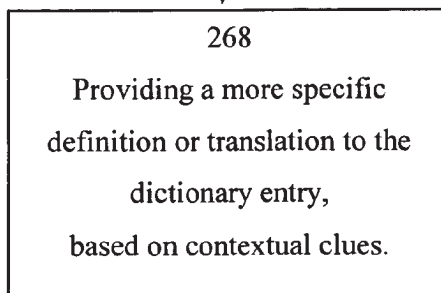 268
Providing a more specific
definition or translation to the
dictionary entry,
based on contextual clues.